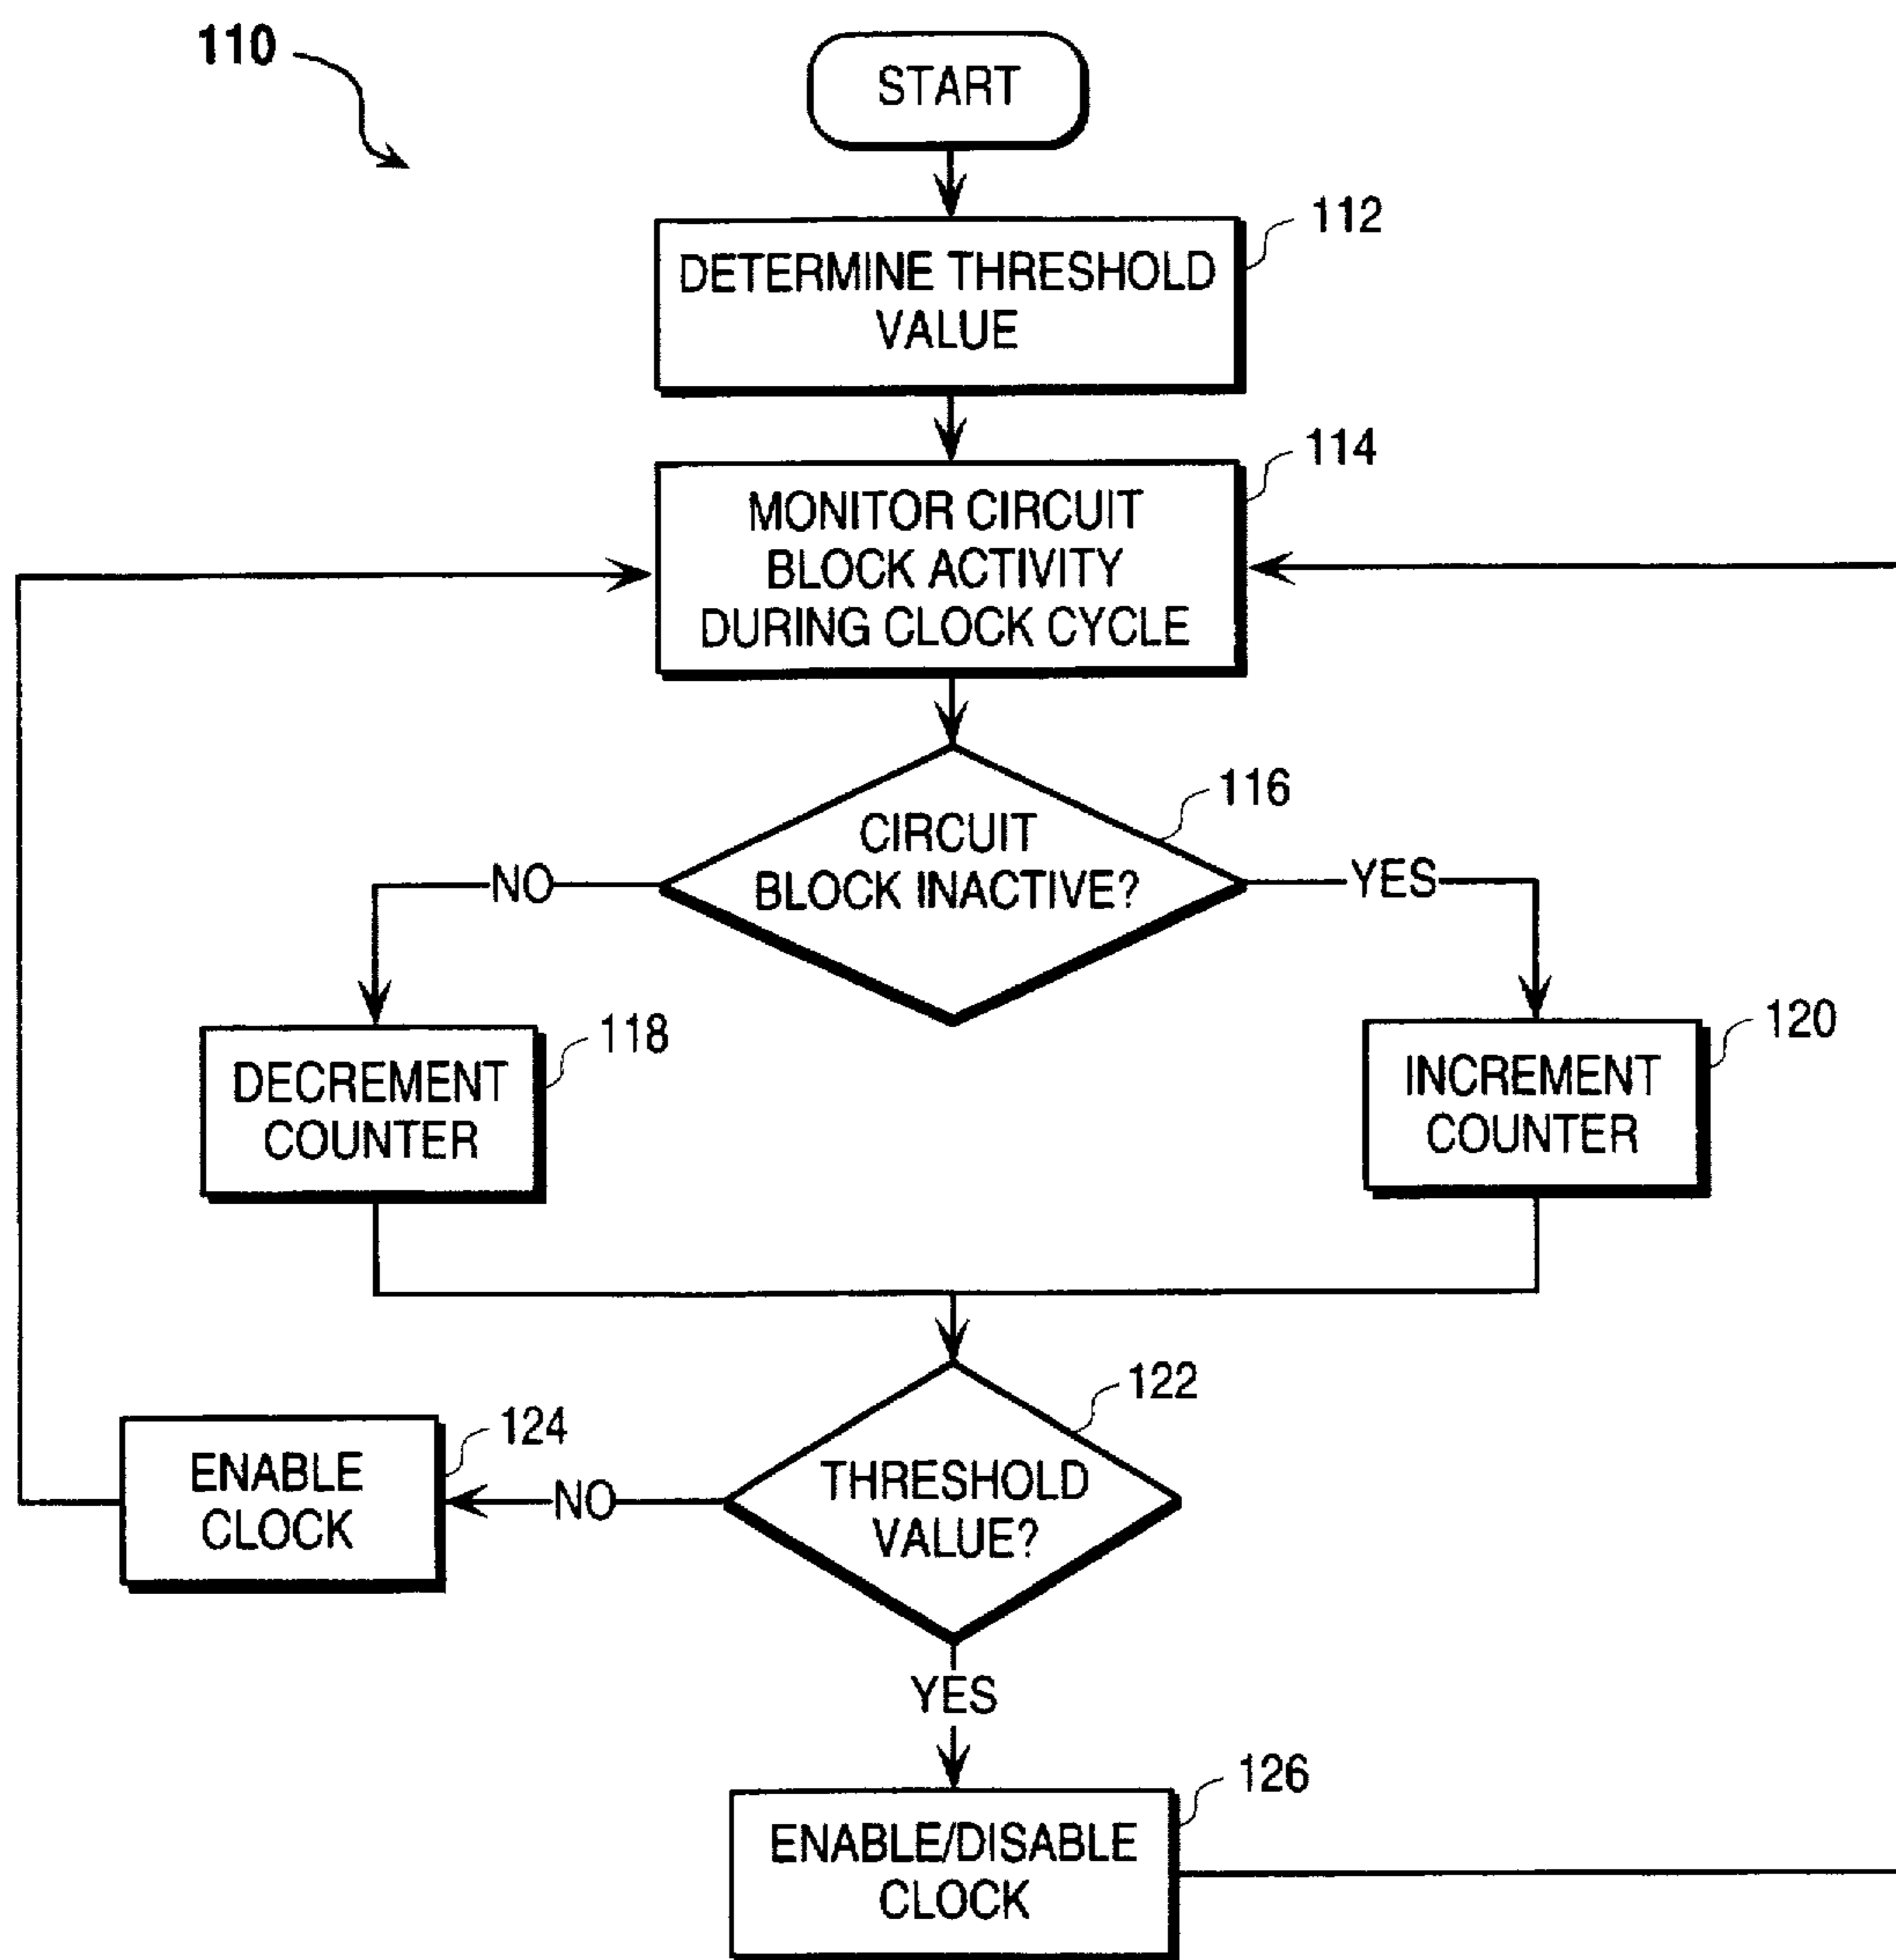 110
START
112
DETERMINE THRESHOLD
VALUE
114
MONITOR CIRCUIT
BLOCK ACTIVITY
DURING CLOCK CYCLE
116
CIRCUIT
BLOCK INACTIVE?
NO
YES
118
DECREMENT
COUNTER
120
INCREMENT
COUNTER
122
THRESHOLD
VALUE?
NO
124
ENABLE
CLOCK
YES
126
ENABLE/DISABLE
CLOCK